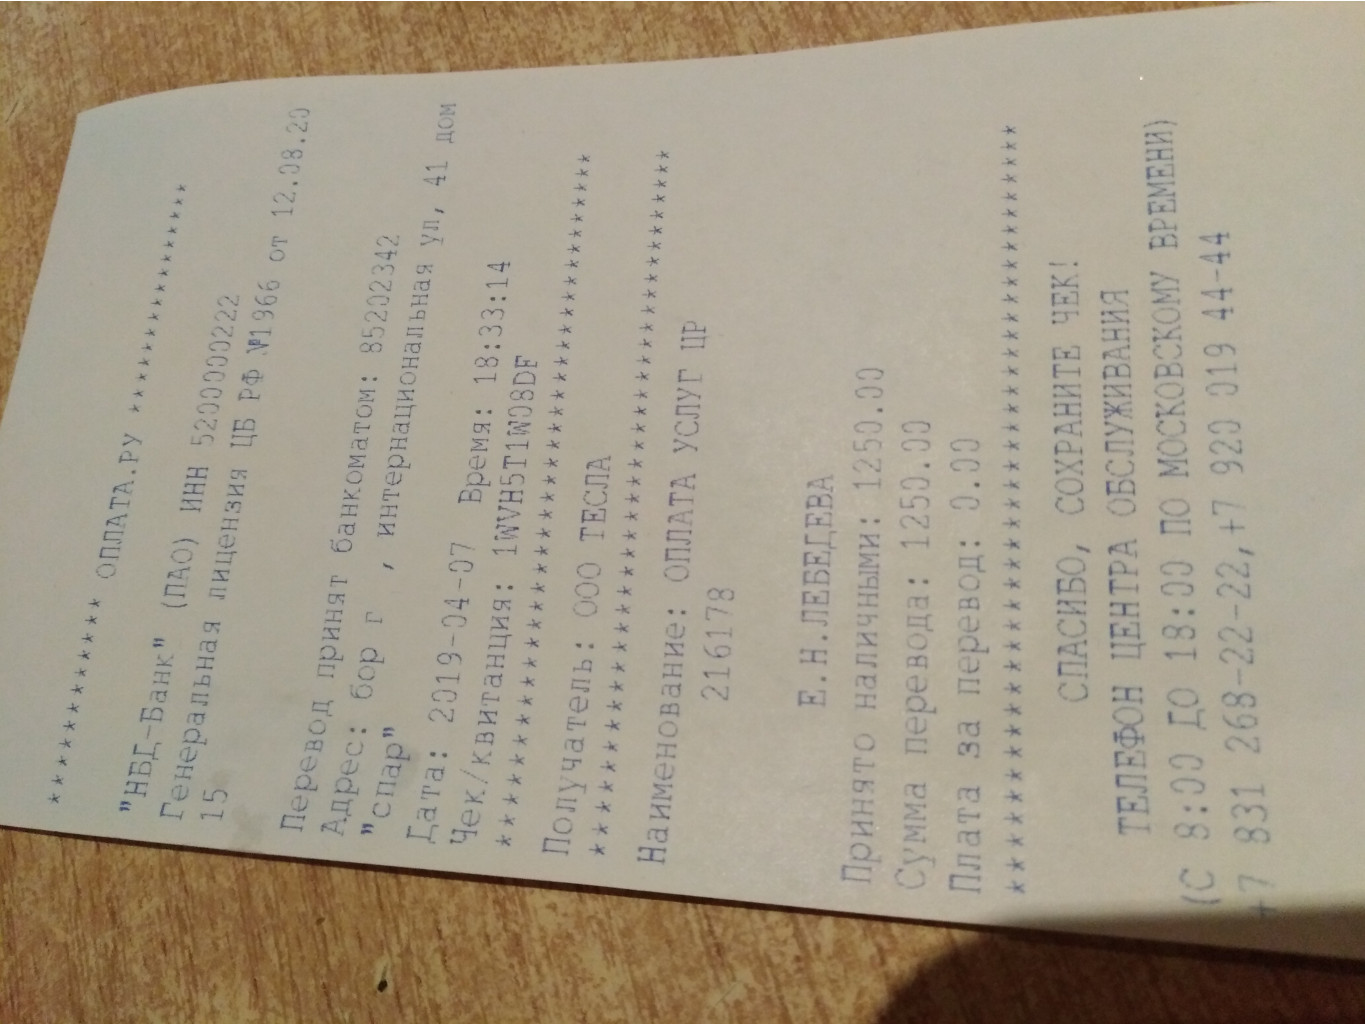 ************* ОПЛАТА.РУ *********************
"НБД-Банк" (ПАО) ИНН 5200000222
Генеральная лицензия ЦБ РФ №1966 от 12.08.20
15
Перевод принят банкоматом: 85202342
Адрес: бор г , интернациональная ул, 41 дом
"спар"
Дата: 2019-04-07 Время: 18:33:14
Чек/квитанция: 1WVH5T1W08DF
********************************************
Получатель: ООО ТЕСЛА
********************************************
Наименование: ОПЛАТА УСЛУГ ЦР
216178
Е.Н.ЛЕБЕДЕВА
Принято наличными: 1250.00
Сумма перевода: 1250.00
Плата за перевод: 0.00
********************************************
СПАСИБО, СОХРАНИТЕ ЧЕК!
ТЕЛЕФОН ЦЕНТРА ОБСЛУЖИВАНИЯ
(С 8:00 ДО 18:00 ПО МОСКОВСКОМУ ВРЕМЕНИ)
+7 831 268-22-22,+7 920 019 44-44